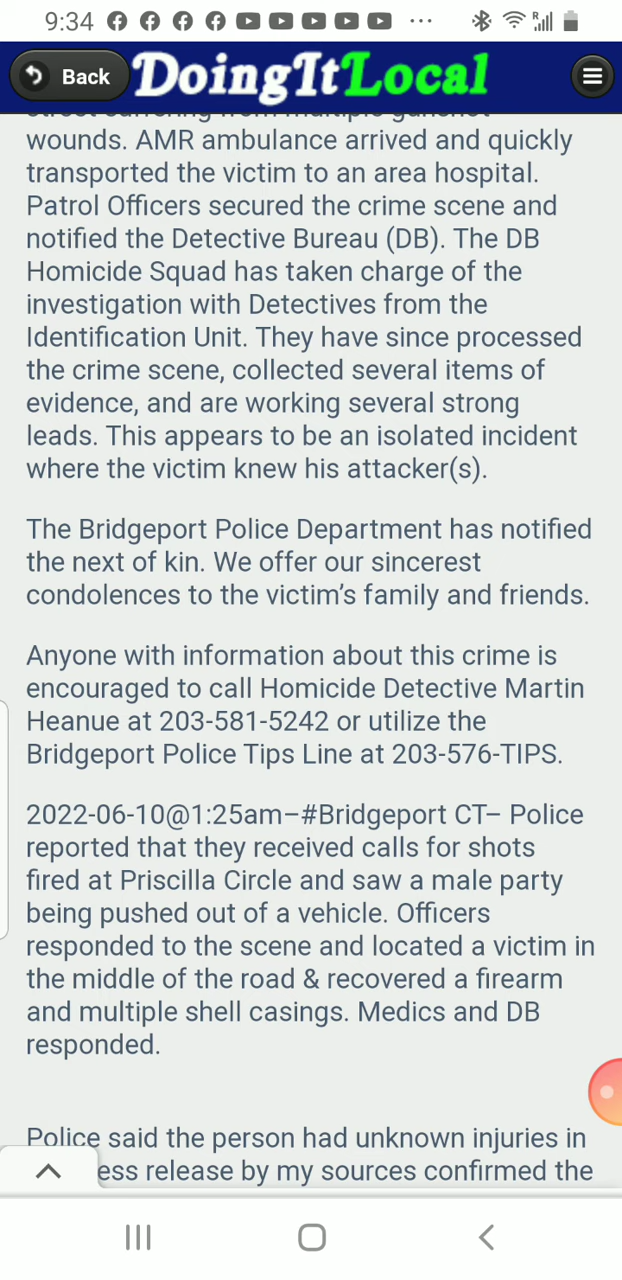 9:34
Back
DoingItLocal
street suffering from multiple gunshot
wounds. AMR ambulance arrived and quickly
transported the victim to an area hospital.
Patrol Officers secured the crime scene and
notified the Detective Bureau (DB). The DB
Homicide Squad has taken charge of the
investigation with Detectives from the
Identification Unit. They have since processed
the crime scene, collected several items of
evidence, and are working several strong
leads. This appears to be an isolated incident
where the victim knew his attacker(s).
The Bridgeport Police Department has notified
the next of kin. We offer our sincerest
condolences to the victim’s family and friends.
Anyone with information about this crime is
encouraged to call Homicide Detective Martin
Heanue at 203-581-5242 or utilize the
Bridgeport Police Tips Line at 203-576-TIPS.
2022-06-10@1:25am–#Bridgeport CT– Police
reported that they received calls for shots
fired at Priscilla Circle and saw a male party
being pushed out of a vehicle. Officers
responded to the scene and located a victim in
the middle of the road & recovered a firearm
and multiple shell casings. Medics and DB
responded.
Police said the person had unknown injuries in
ess release by my sources confirmed the